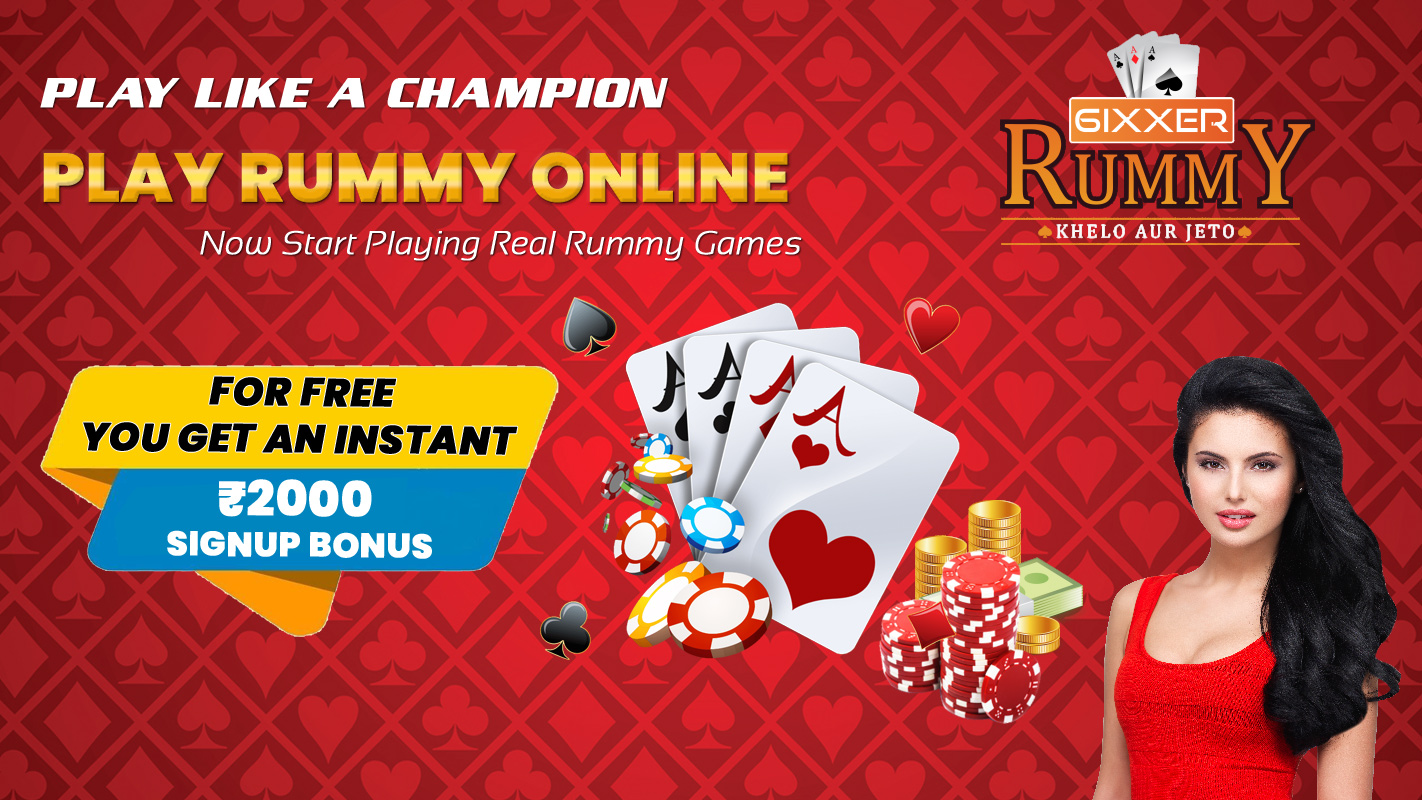 PLAY LIKE A CHAMPION
PLAY RUMMY ONLINE
Now Start Playing Real Rummy Games
6IXXER
RUMMY
KHELO AUR JETO
FOR FREE
YOU GET AN INSTANT
₹2000
SIGNUP BONUS
A
A
A
A
A
A
A